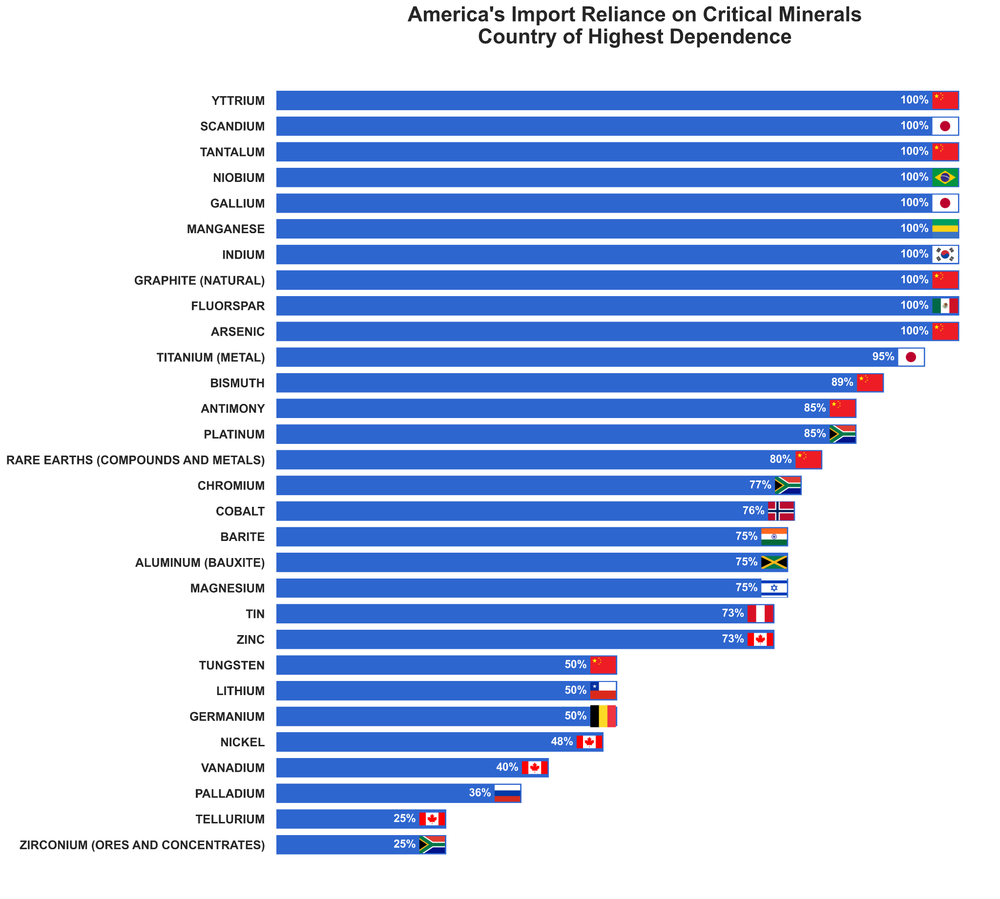 America's Import Reliance on Critical Minerals
Country of Highest Dependence
YTTRIUM 100%
SCANDIUM 100%
TANTALUM 100%
NIOBIUM 100%
GALLIUM 100%
MANGANESE 100%
INDIUM 100%
GRAPHITE (NATURAL) 100%
FLUORSPAR 100%
ARSENIC 100%
TITANIUM (METAL) 95%
BISMUTH 89%
ANTIMONY 85%
PLATINUM 85%
RARE EARTHS (COMPOUNDS AND METALS) 80%
CHROMIUM 77%
COBALT 76%
BARITE 75%
ALUMINUM (BAUXITE) 75%
MAGNESIUM 75%
TIN 73%
ZINC 73%
TUNGSTEN 50%
LITHIUM 50%
GERMANIUM 50%
NICKEL 48%
VANADIUM 40%
PALLADIUM 36%
TELLURIUM 25%
ZIRCONIUM (ORES AND CONCENTRATES) 25%